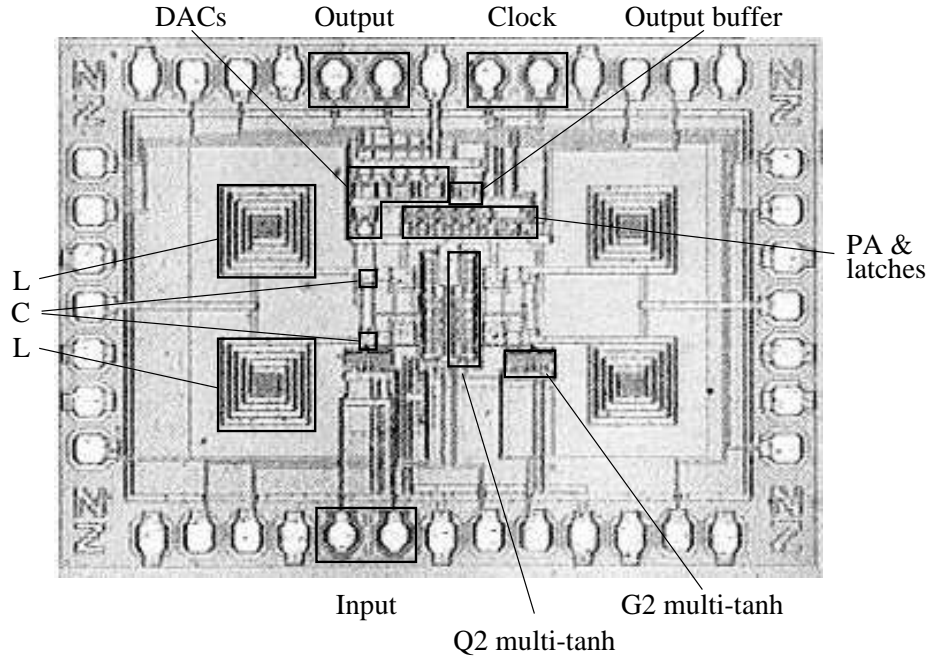 DACs Output Clock Output buffer
PA &
latches
L
C
L
Input
G2 multi-tanh
Q2 multi-tanh